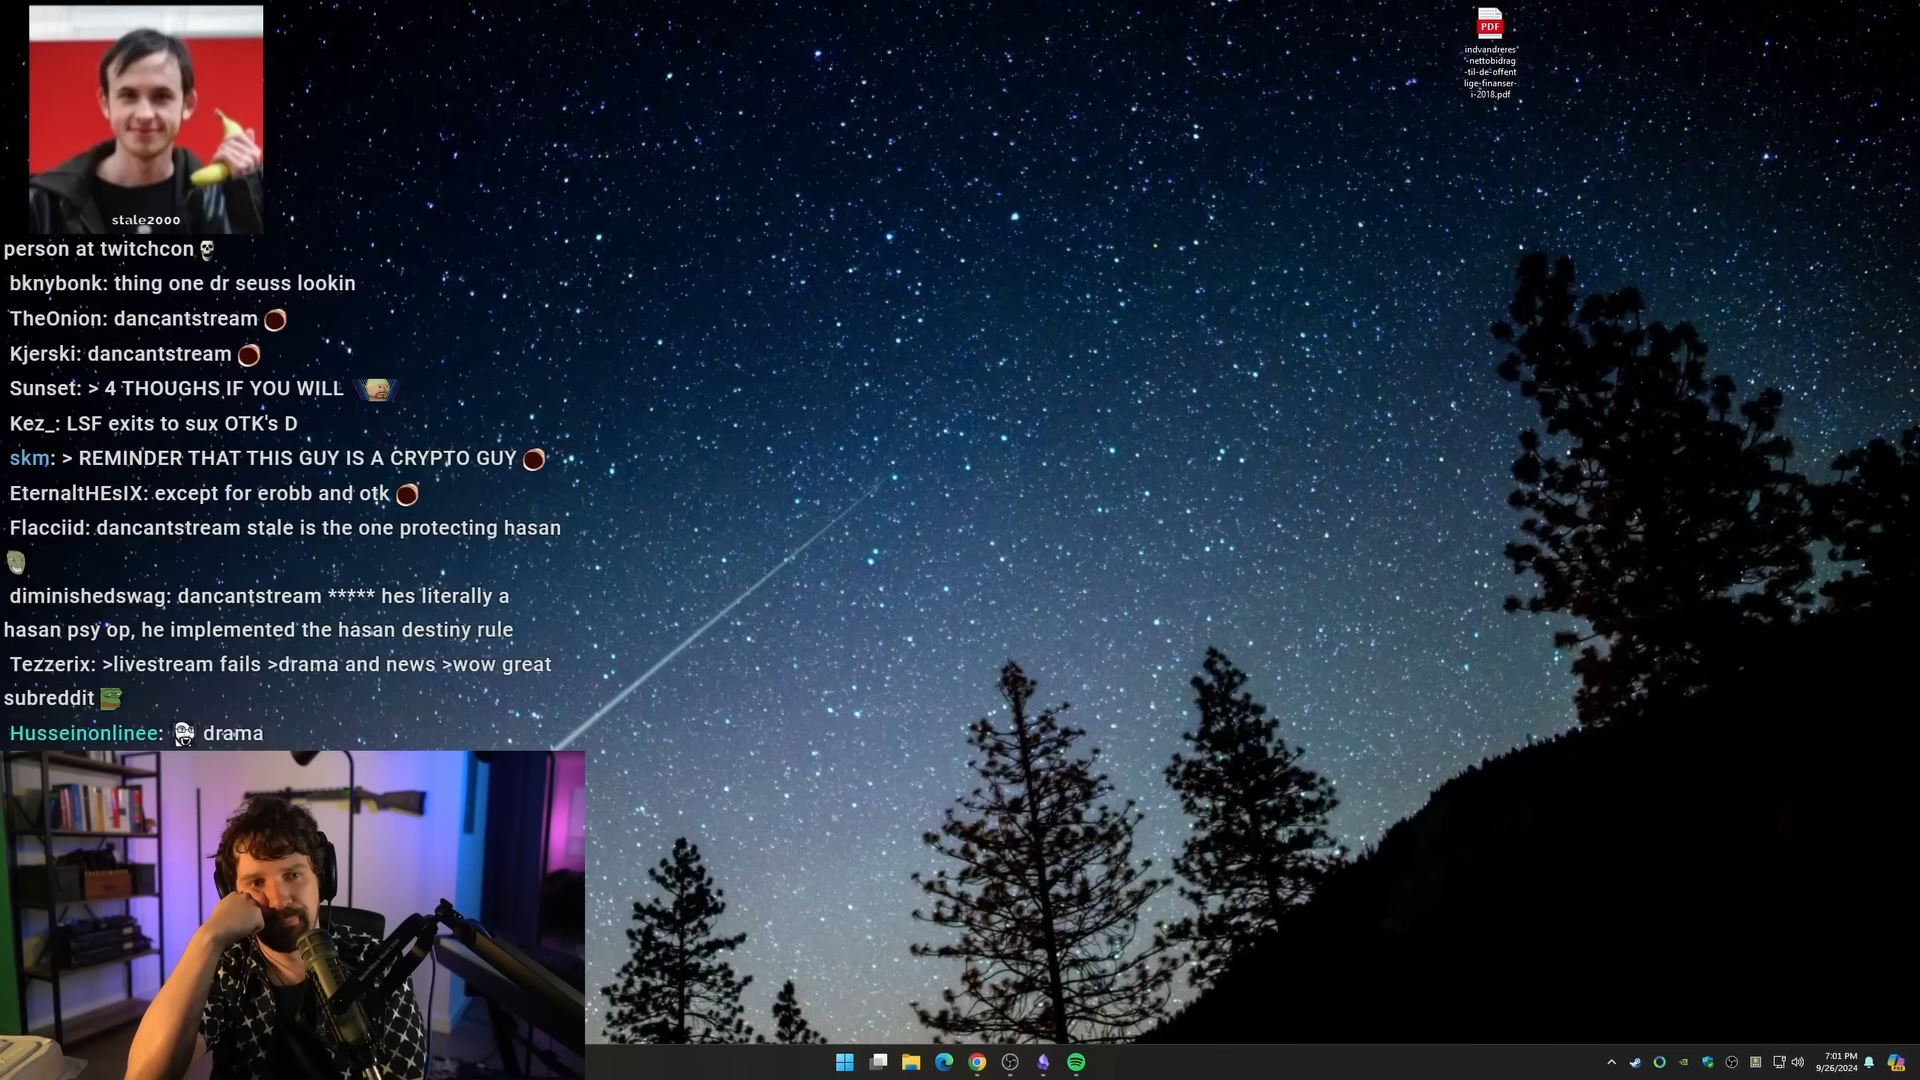 stale2000
person at twitchcon
bknybonk: thing one dr seuss lookin
TheOnion: dancantstream
Kjerski: dancantstream
Sunset: > 4 THOUGHS IF YOU WILL
Kez_: LSF exits to sux OTK's D
skm: > REMINDER THAT THIS GUY IS A CRYPTO GUY
EternaltHEsIX: except for erobb and otk
Flacciid: dancantstream stale is the one protecting hasan
diminishedswag: dancantstream ***** hes literally a
hasan psy op, he implemented the hasan destiny rule
Tezzerix: >livestream fails >drama and news >wow great
subreddit
Husseinonlinee: drama
PDF
indvandreres
-nettobidrag
-til-de-offent
lige-finanser-
i-2018.pdf
7:01 PM
9/26/2024